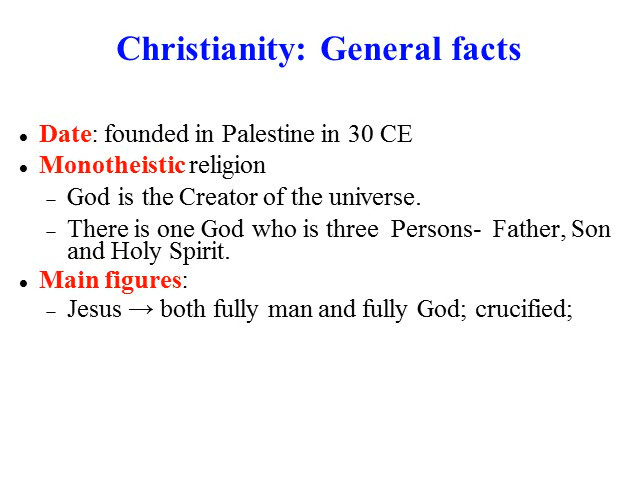 Christianity: General facts
● Date: founded in Palestine in 30 CE
● Monotheistic religion
– God is the Creator of the universe.
– There is one God who is three Persons- Father, Son
and Holy Spirit.
● Main figures:
– Jesus → both fully man and fully God; crucified;